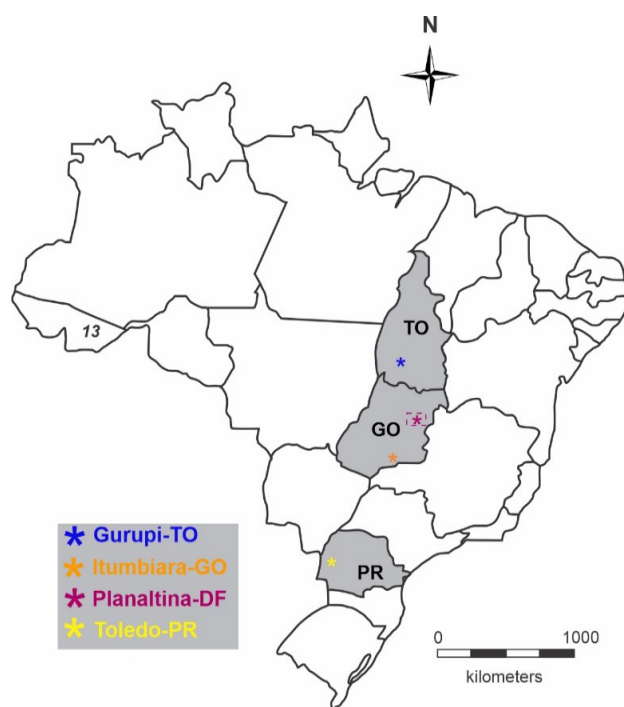 N
TO
13
GO
Gurupi-TO
Itumbiara-GO
Planaltina-DF
Toledo-PR
PR
0 1000
kilometers